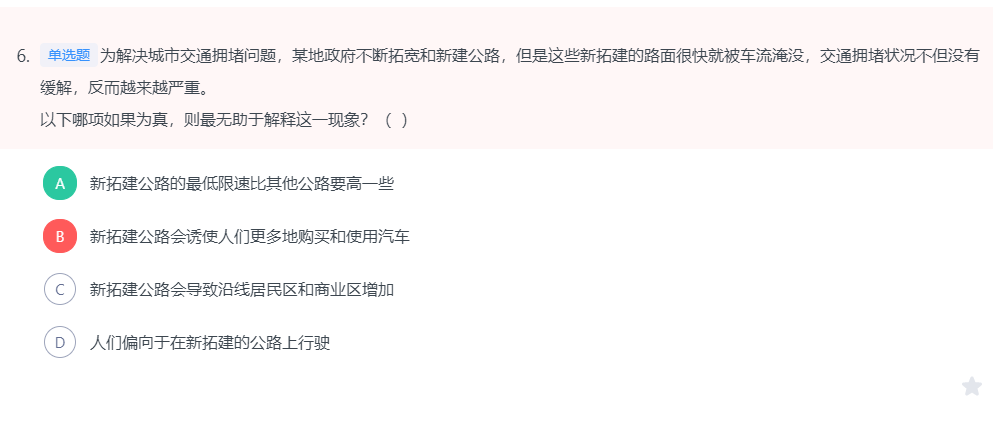 6. 单选题 为解决城市交通拥堵问题，某地政府不断拓宽和新建公路，但是这些新拓建的路面很快就被车流淹没，交通拥堵状况不但没有
缓解，反而越来越严重。
以下哪项如果为真，则最无助于解释这一现象？（ ）
A 新拓建公路的最低限速比其他公路要高一些
B 新拓建公路会诱使人们更多地购买和使用汽车
C 新拓建公路会导致沿线居民区和商业区增加
D 人们偏向于在新拓建的公路上行驶